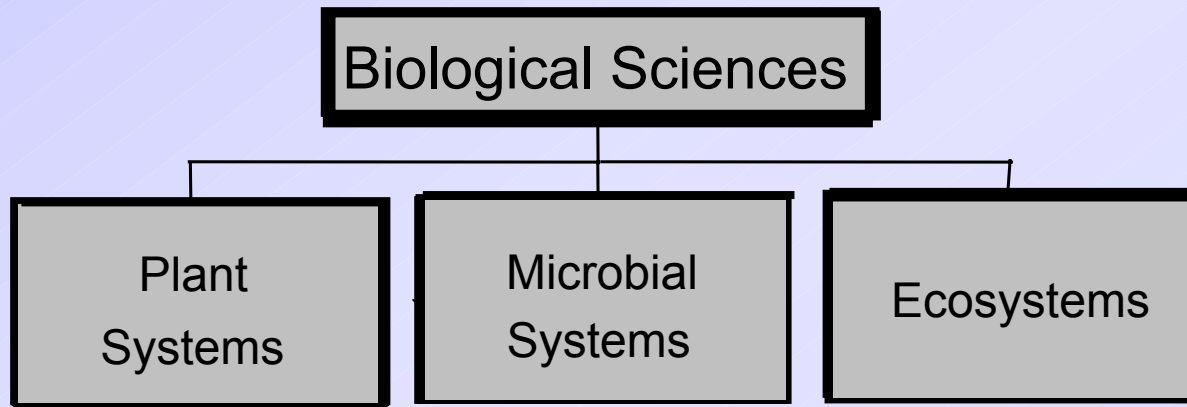 Biological Sciences
Plant
Systems
Microbial
Systems
Ecosystems